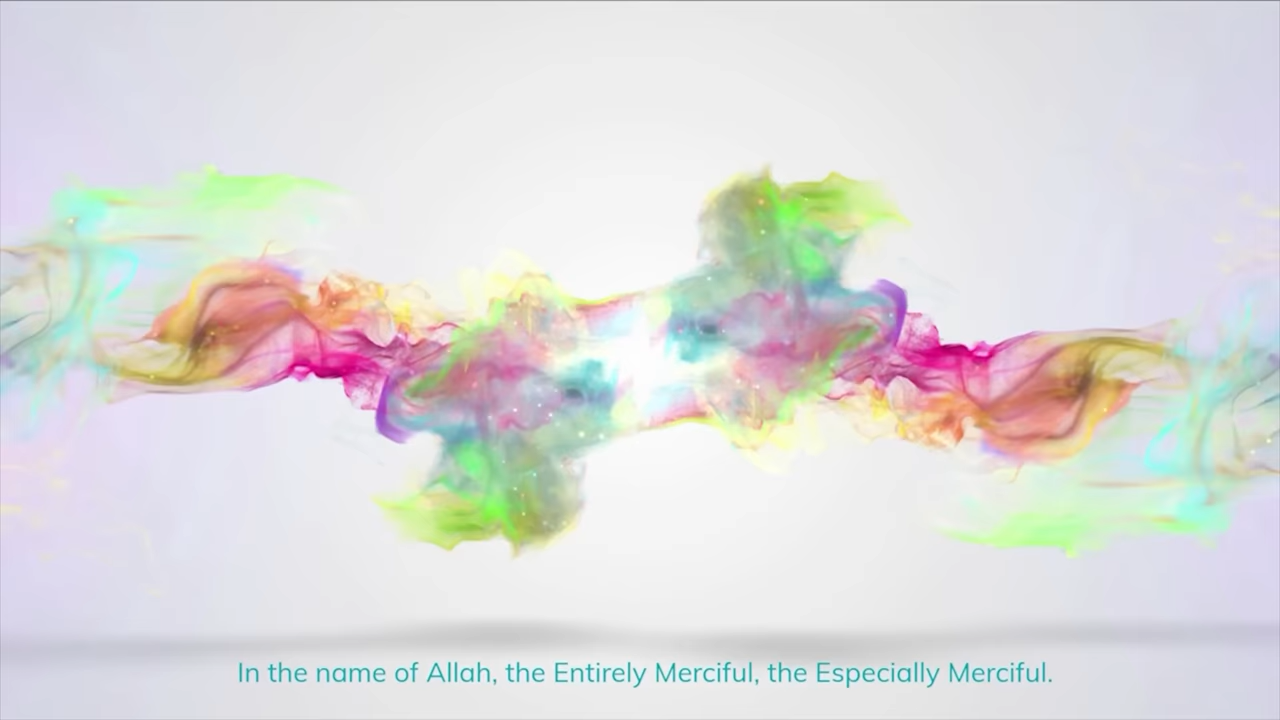 In the name of Allah, the Entirely Merciful, the Especially Merciful.